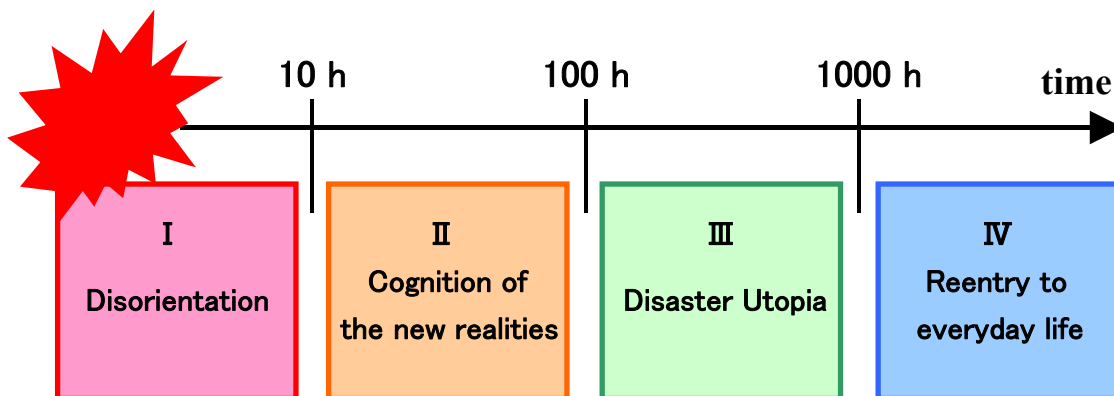 10 h
100 h
1000 h
time
Ⅰ
Disorientation
Ⅱ
Cognition of
the new realities
Ⅲ
Disaster Utopia
Ⅳ
Reentry to
everyday life